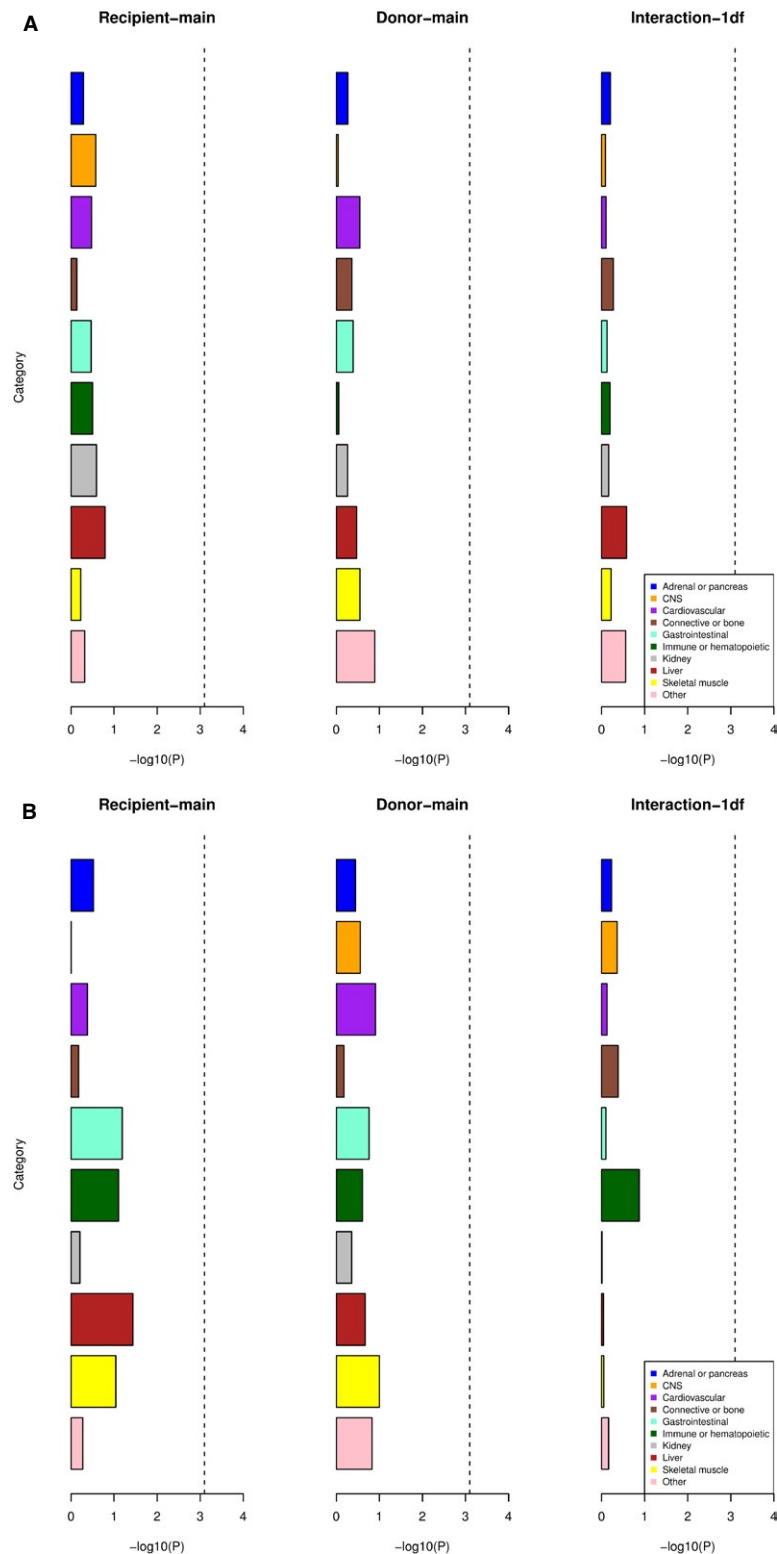 A
Recipient-main
Donor-main
Interaction-1df
Category
Adrenal or pancreas
CNS
Cardiovascular
Connective or bone
Gastrointestinal
Immune or hematopoietic
Kidney
Liver
Skeletal muscle
Other
0 1 2 3 4
0 1 2 3 4
0 1 2 3 4
-log10(P)
-log10(P)
-log10(P)
B
Recipient-main
Donor-main
Interaction-1df
Category
Adrenal or pancreas
CNS
Cardiovascular
Connective or bone
Gastrointestinal
Immune or hematopoietic
Kidney
Liver
Skeletal muscle
Other
0 1 2 3 4
0 1 2 3 4
0 1 2 3 4
-log10(P)
-log10(P)
-log10(P)